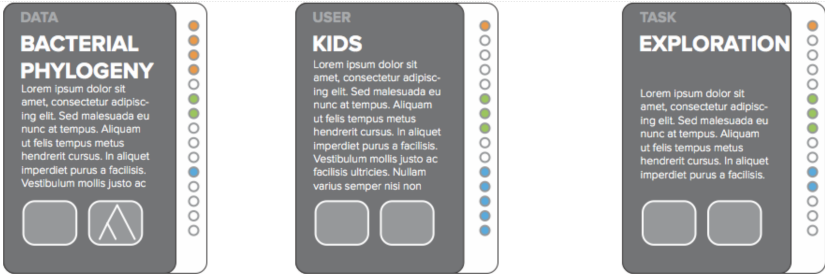 DATA
BACTERIAL
PHYLOGENY
Lorem ipsum dolor sit
amet, consectetur adipisc-
ing elit. Sed malesuada eu
nunc at tempus. Aliquam
ut felis tempus metus
hendrerit cursus. In aliquet
imperdiet purus a facilisis.
Vestibulum mollis justo ac
USER
KIDS
Lorem ipsum dolor sit
amet, consectetur adipisc-
ing elit. Sed malesuada eu
nunc at tempus. Aliquam
ut felis tempus metus
hendrerit cursus. In aliquet
imperdiet purus a facilisis.
Vestibulum mollis justo ac
facilisis ultricies. Nullam
varius semper nisi non
TASK
EXPLORATION
Lorem ipsum dolor sit
amet, consectetur adipisc-
ing elit. Sed malesuada eu
nunc at tempus. Aliquam
ut felis tempus metus
hendrerit cursus. In aliquet
imperdiet purus a facilisis.